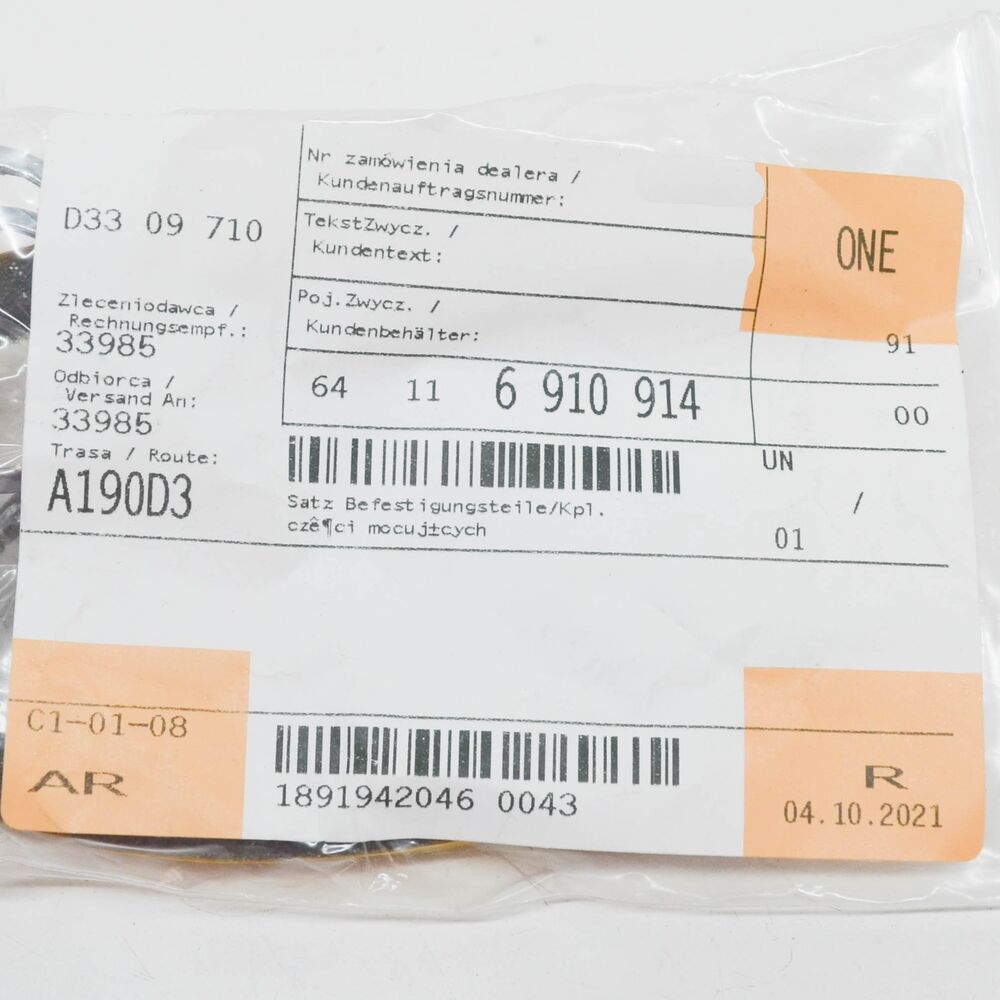 D33 09 710
Zleceniodawca /
Rechnungsempf.:
33985
Odbiorca /
Versand An:
33985
Trasa / Route:
A190D3
Nr zamówienia dealera /
Kundenauftragsnummer:
TekstZwycz. /
Kundentext:
Poj.Zwycz. /
Kundenbehälter:
64 11 6 910 914
Satz Befestigungsteile/Kpl.
czê¶ci mocuj±cych
ONE
91
00
UN
/
01
C1-01-08
AR
1891942046 0043
R
04.10.2021